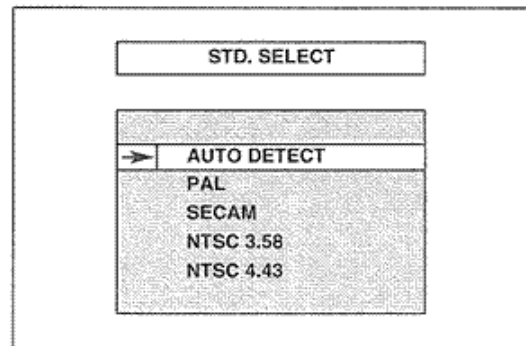 STD. SELECT
AUTO DETECT
PAL
SECAM
NTSC 3.58
NTSC 4.43